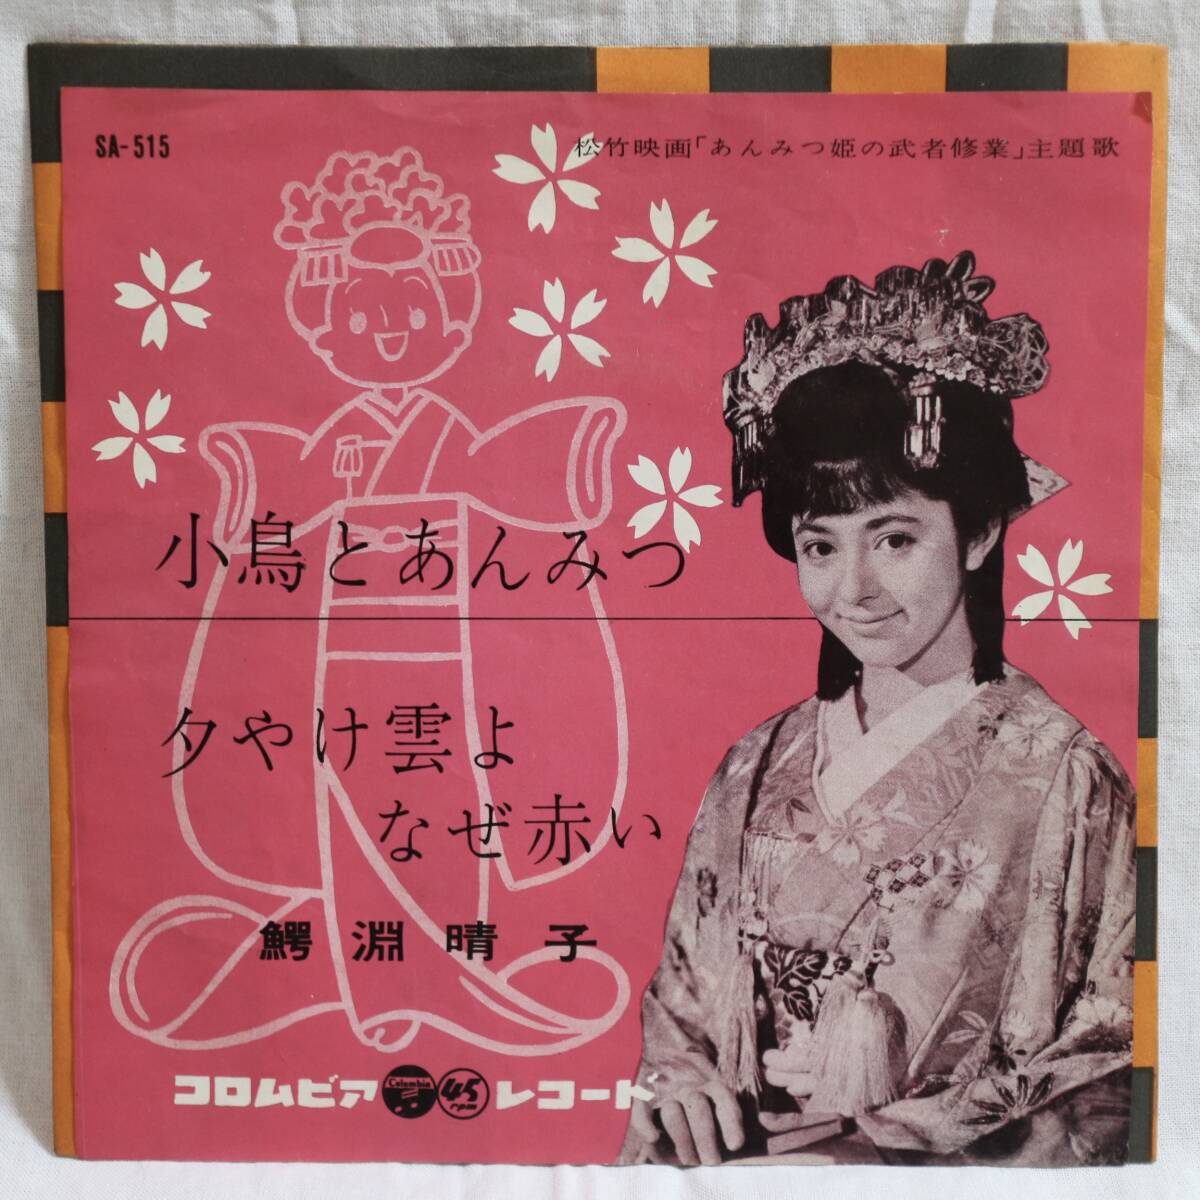 SA-515
松竹映画「あんみつ姫の武者修業」主題歌
小鳥とあんみつ
夕やけ雲よ
なぜ赤い
鰐淵晴子
コロムビア Columbia 45 rpm レコード